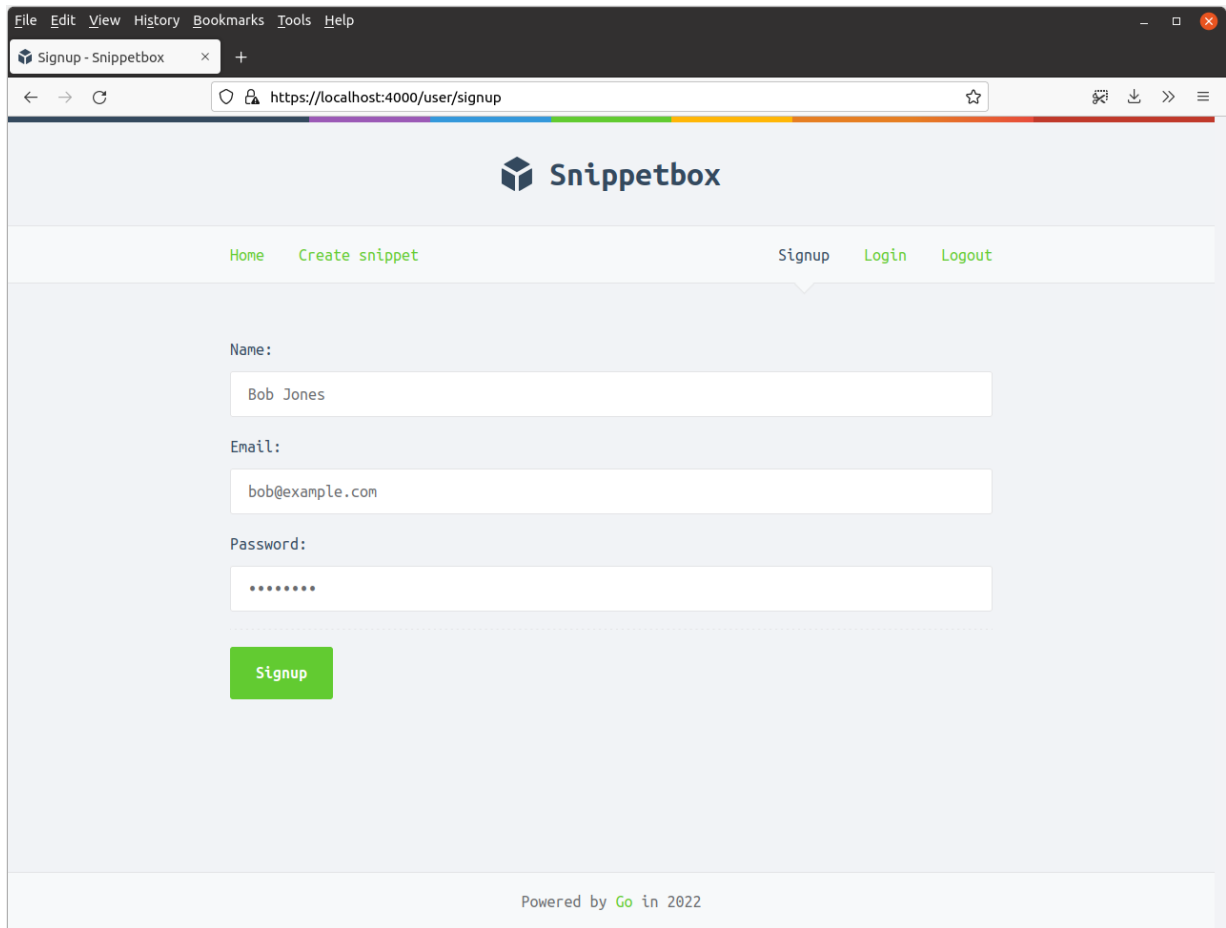 File Edit View History Bookmarks Tools Help
Signup - Snippetbox
https://localhost:4000/user/signup
Snippetbox
Home Create snippet Signup Login Logout
Name:
Bob Jones
Email:
bob@example.com
Password:
••••••••
Signup
Powered by Go in 2022